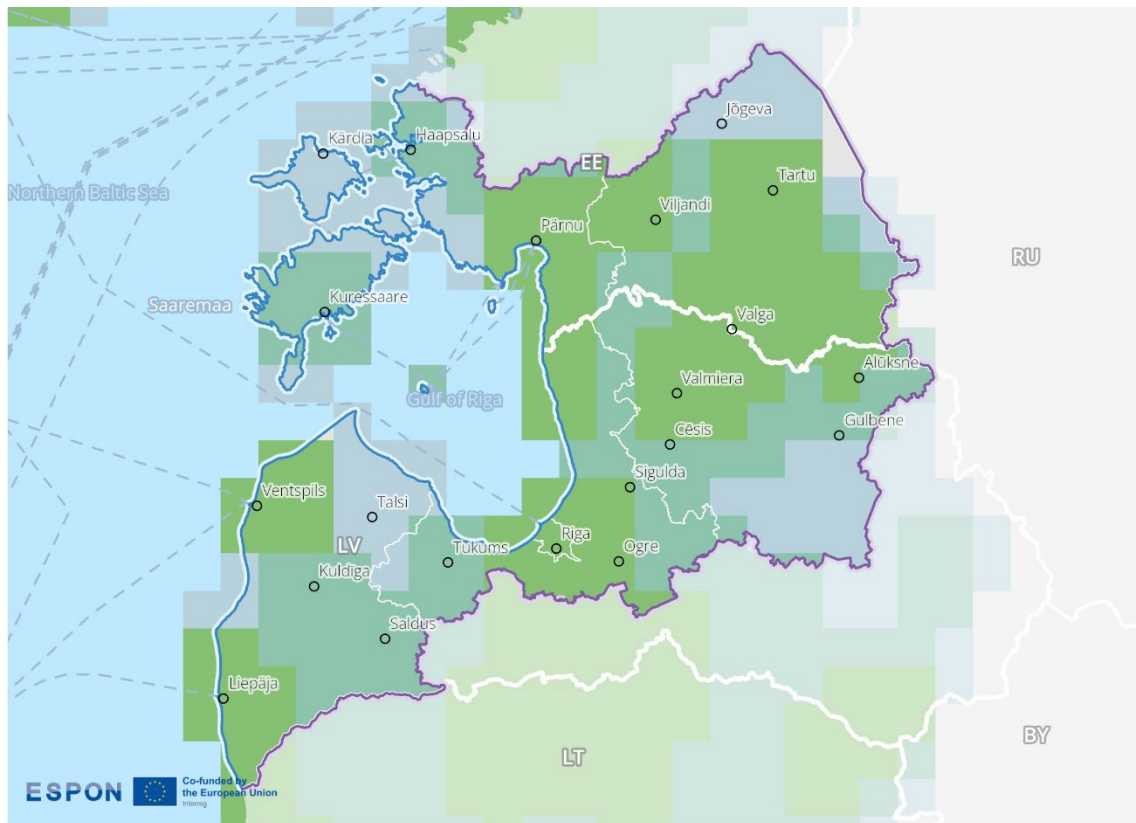 Jõgeva
Kärdla
Haapsalu
EE
Northern Baltic Sea
Tartu
Viljandi
Pärnu
RU
Saaremaa
Kuressaare
Valga
Alūksne
Valmiera
Gulf of Riga
Gulbene
Cēsis
Sigulda
Ventspils
Talsi
LV
Tukums
Rīga
Ogre
Kuldīga
Saldus
Liepāja
BY
LT
ESPON
Co-funded by
the European Union
Interreg